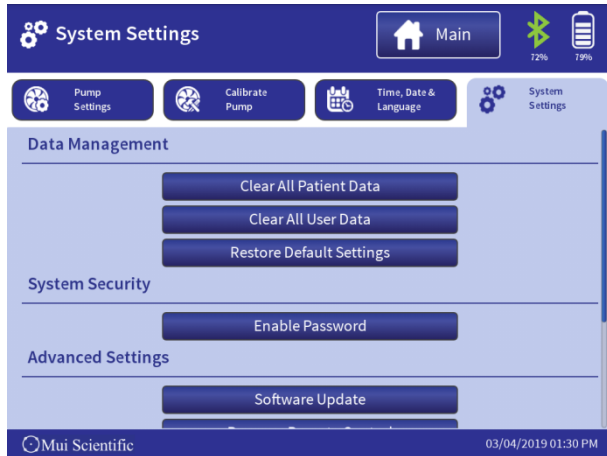 System Settings
Main
72%
79%
Pump
Settings
Calibrate
Pump
Time, Date &
Language
System
Settings
Data Management
Clear All Patient Data
Clear All User Data
Restore Default Settings
System Security
Enable Password
Advanced Settings
Software Update
Mui Scientific
03/04/2019 01:30 PM